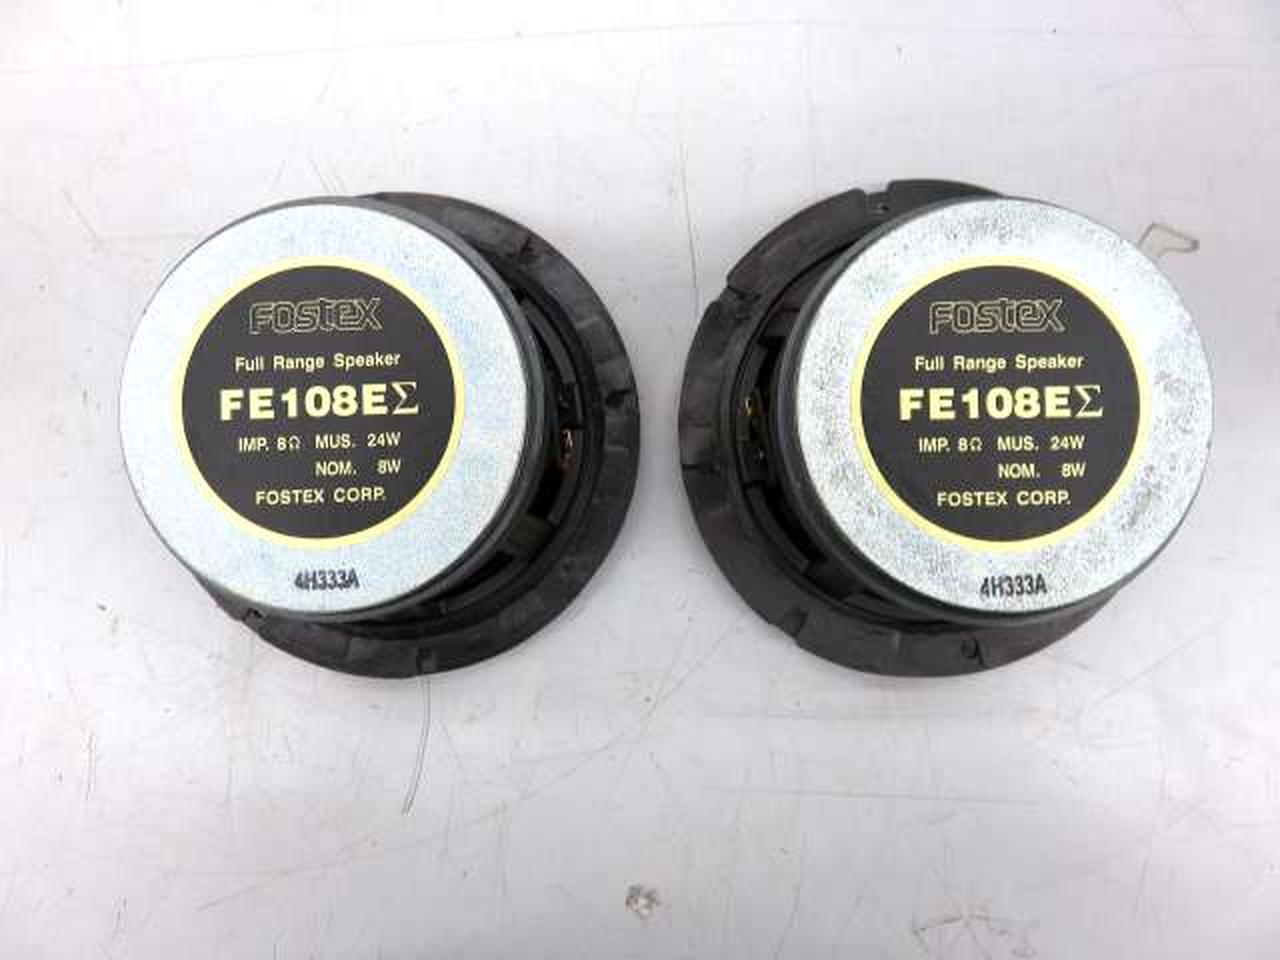 FOSTEX
Full Range Speaker
FE108EΣ
IMP. 8Ω MUS. 24W
NOM. 8W
FOSTEX CORP.
4H333A
FOSTEX
Full Range Speaker
FE108EΣ
IMP. 8Ω MUS. 24W
NOM. 8W
FOSTEX CORP.
4H333A